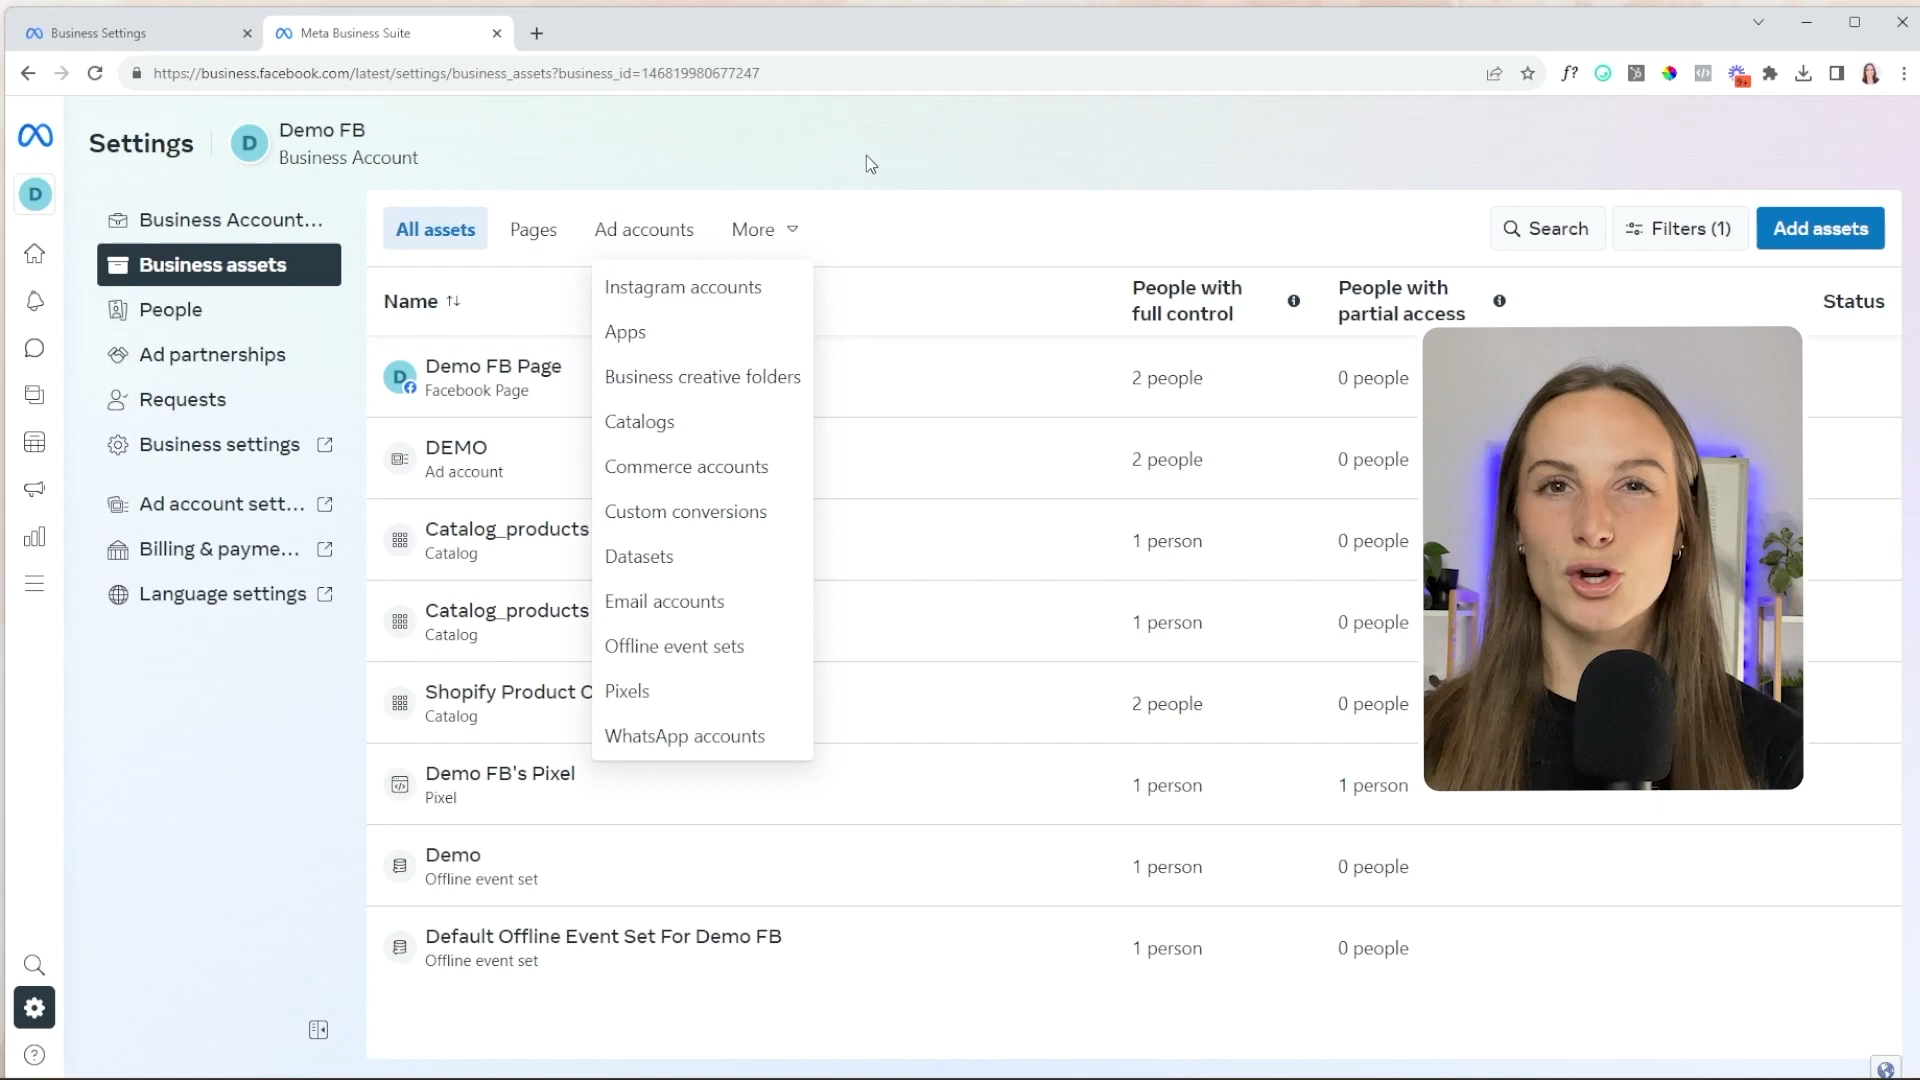 Business Settings
Meta Business Suite
https://business.facebook.com/latest/settings/business_assets?business_id=146819980677247
f?
9+
Settings
D
Demo FB
Business Account
D
Business Account...
Business assets
People
Ad partnerships
Requests
Business settings
Ad account sett...
Billing & payme...
Language settings
All assets
Pages
Ad accounts
More
Search
Filters (1)
Add assets
Instagram accounts
Apps
Business creative folders
Catalogs
Commerce accounts
Custom conversions
Datasets
Email accounts
Offline event sets
Pixels
WhatsApp accounts
Name
People with
full control
People with
partial access
Status
D
Demo FB Page
Facebook Page
2 people
0 people
DEMO
Ad account
2 people
0 people
Catalog_products
Catalog
1 person
0 people
Catalog_products
Catalog
1 person
0 people
Shopify Product C
Catalog
2 people
0 people
Demo FB's Pixel
Pixel
1 person
1 person
Demo
Offline event set
1 person
0 people
Default Offline Event Set For Demo FB
Offline event set
1 person
0 people